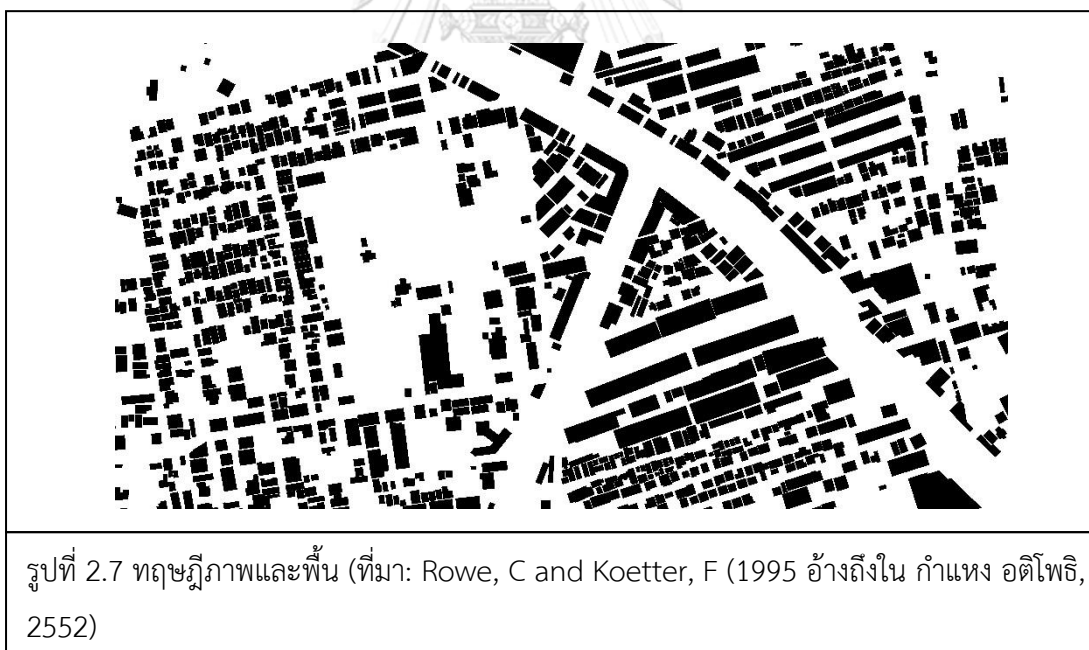 รูปที่ 2.7 ทฤษฎีภาพและพื้น (ที่มา: Rowe, C and Koetter, F (1995 อ้างถึงใน กำแหง อติโพธิ,
2552)